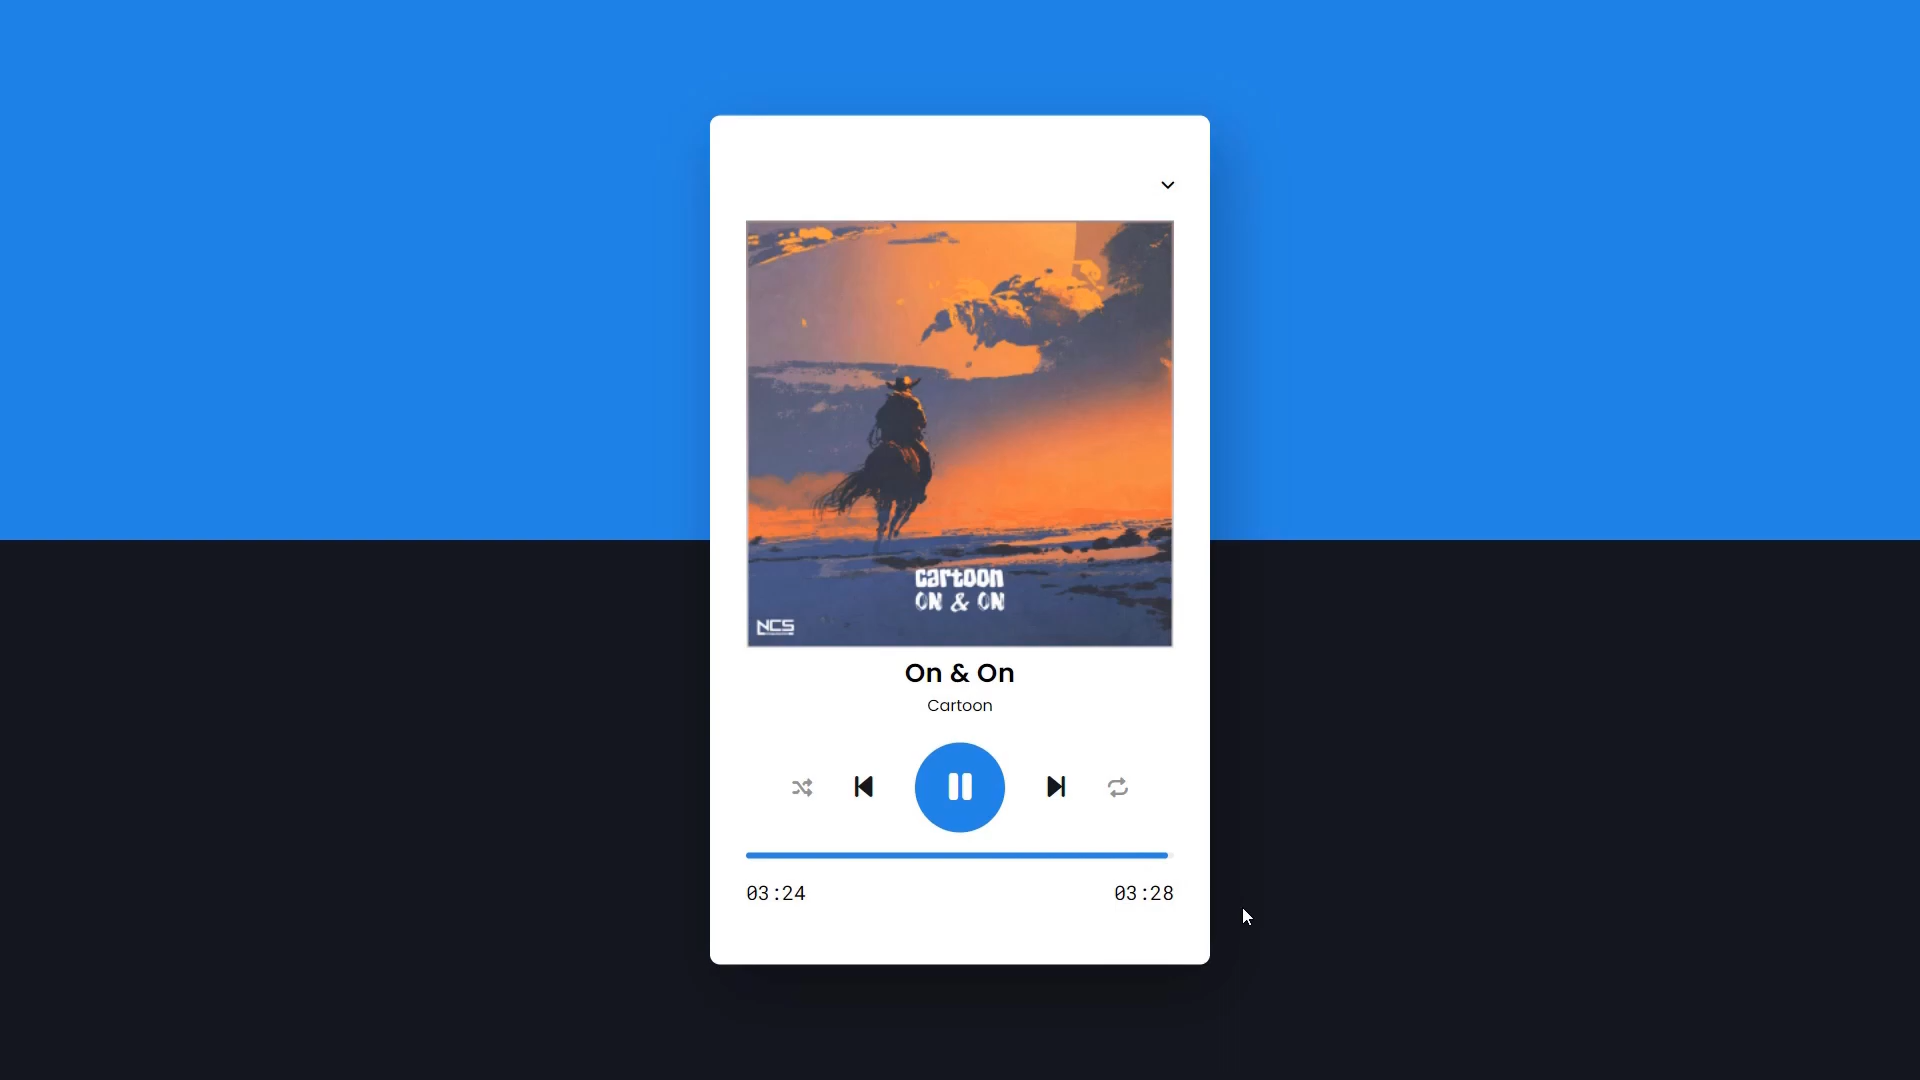 cartoon
ON & ON
NCS
On & On
Cartoon
03:24
03:28